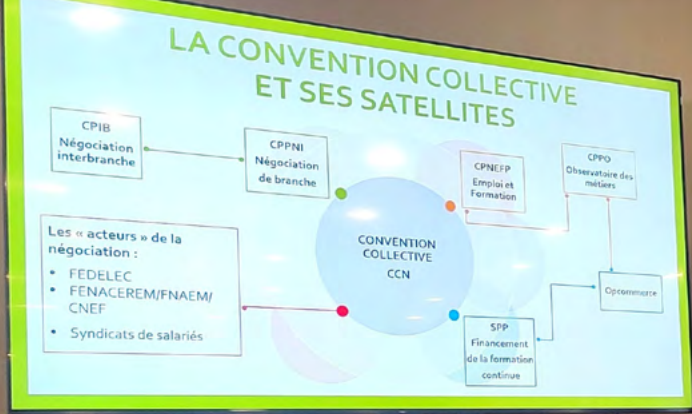 LA CONVENTION COLLECTIVE
ET SES SATELLITES
CPIB
Négociation
interbranche
CPPNI
Négociation
de branche
CPNEFP
Emploi et
Formation
CPPO
Observatoire des
métiers
Les « acteurs » de la
négociation :
• FEDELEC
• FENACEREM/FNAEM/
CNEF
• Syndicats de salariés
CONVENTION
COLLECTIVE
CCN
Opcommerce
SPP
Financement
de la formation
continue